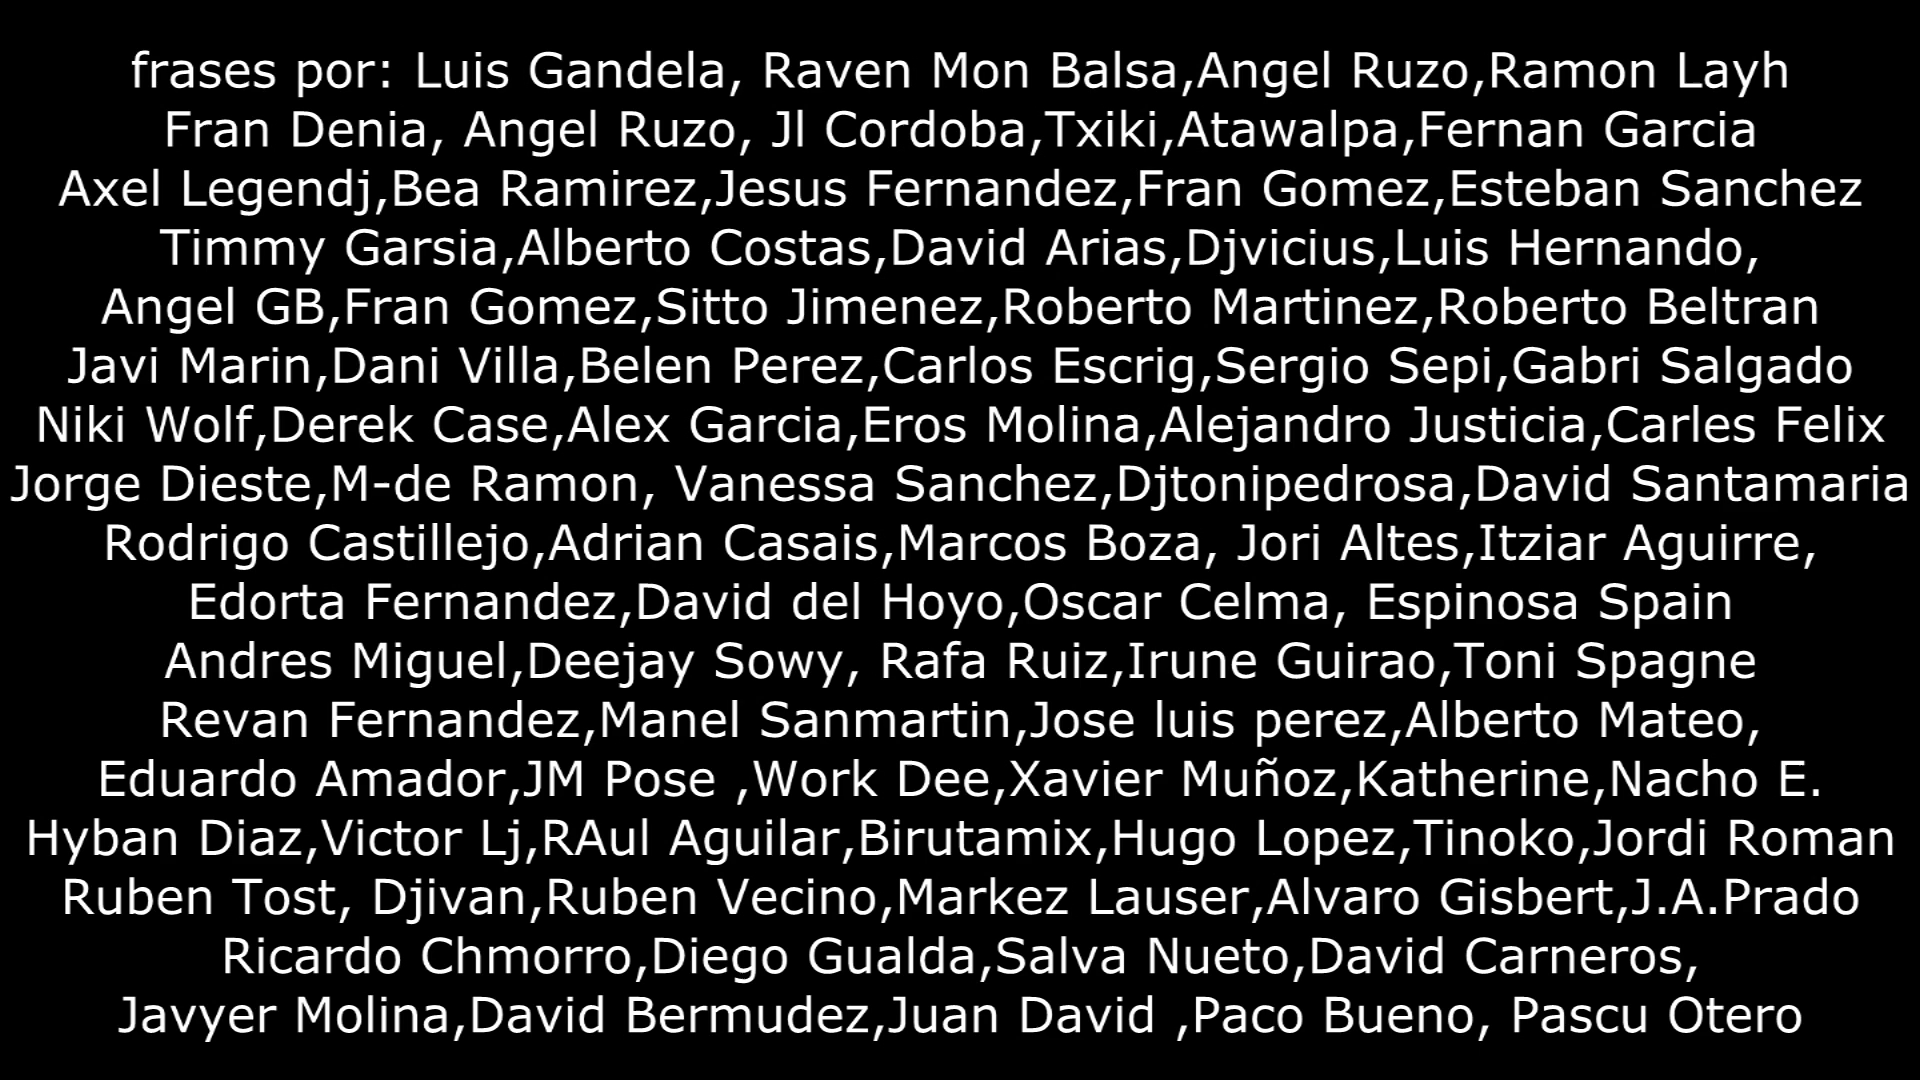 frases por: Luis Gandela, Raven Mon Balsa,Angel Ruzo,Ramon Layh
Fran Denia, Angel Ruzo, Jl Cordoba,Txiki,Atawalpa,Fernan Garcia
Axel Legendj,Bea Ramirez,Jesus Fernandez,Fran Gomez,Esteban Sanchez
Timmy Garsia,Alberto Costas,David Arias,Djvicius,Luis Hernando,
Angel GB,Fran Gomez,Sitto Jimenez,Roberto Martinez,Roberto Beltran
Javi Marin,Dani Villa,Belen Perez,Carlos Escrig,Sergio Sepi,Gabri Salgado
Niki Wolf,Derek Case,Alex Garcia,Eros Molina,Alejandro Justicia,Carles Felix
Jorge Dieste,M-de Ramon, Vanessa Sanchez,Djtonipedrosa,David Santamaria
Rodrigo Castillejo,Adrian Casais,Marcos Boza, Jori Altes,Itziar Aguirre,
Edorta Fernandez,David del Hoyo,Oscar Celma, Espinosa Spain
Andres Miguel,Deejay Sowy, Rafa Ruiz,Irune Guirao,Toni Spagne
Revan Fernandez,Manel Sanmartin,Jose luis perez,Alberto Mateo,
Eduardo Amador,JM Pose ,Work Dee,Xavier Muñoz,Katherine,Nacho E.
Hyban Diaz,Victor Lj,RAul Aguilar,Birutamix,Hugo Lopez,Tinoko,Jordi Roman
Ruben Tost, Djivan,Ruben Vecino,Markez Lauser,Alvaro Gisbert,J.A.Prado
Ricardo Chmorro,Diego Gualda,Salva Nueto,David Carneros,
Javyer Molina,David Bermudez,Juan David ,Paco Bueno, Pascu Otero